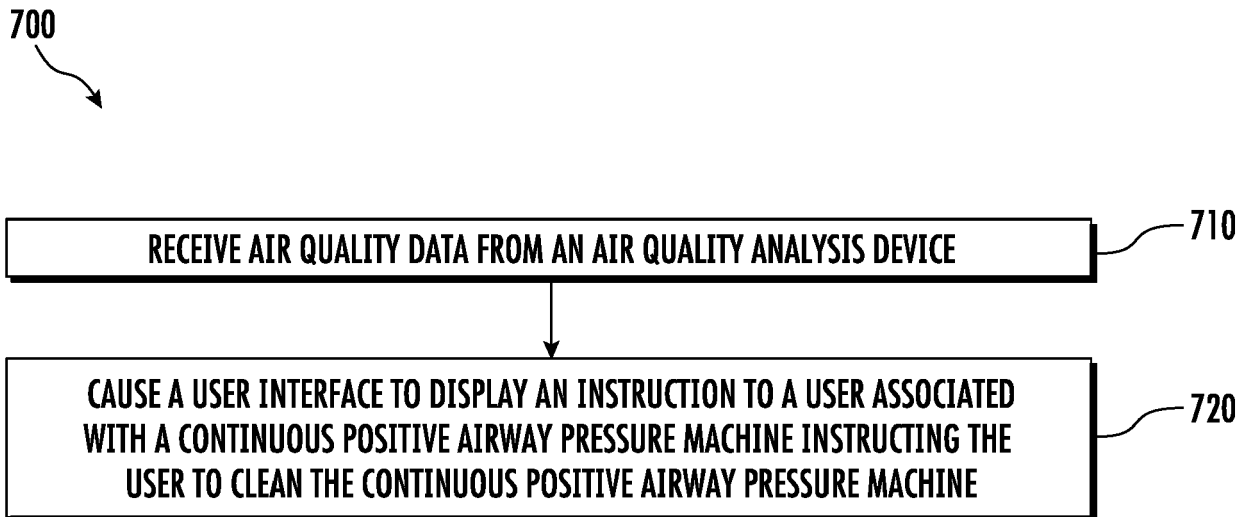 700
RECEIVE AIR QUALITY DATA FROM AN AIR QUALITY ANALYSIS DEVICE
710
CAUSE A USER INTERFACE TO DISPLAY AN INSTRUCTION TO A USER ASSOCIATED
WITH A CONTINUOUS POSITIVE AIRWAY PRESSURE MACHINE INSTRUCTING THE
USER TO CLEAN THE CONTINUOUS POSITIVE AIRWAY PRESSURE MACHINE
720